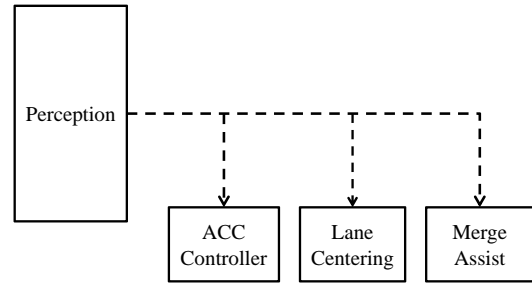 Perception
ACC
Controller
Lane
Centering
Merge
Assist